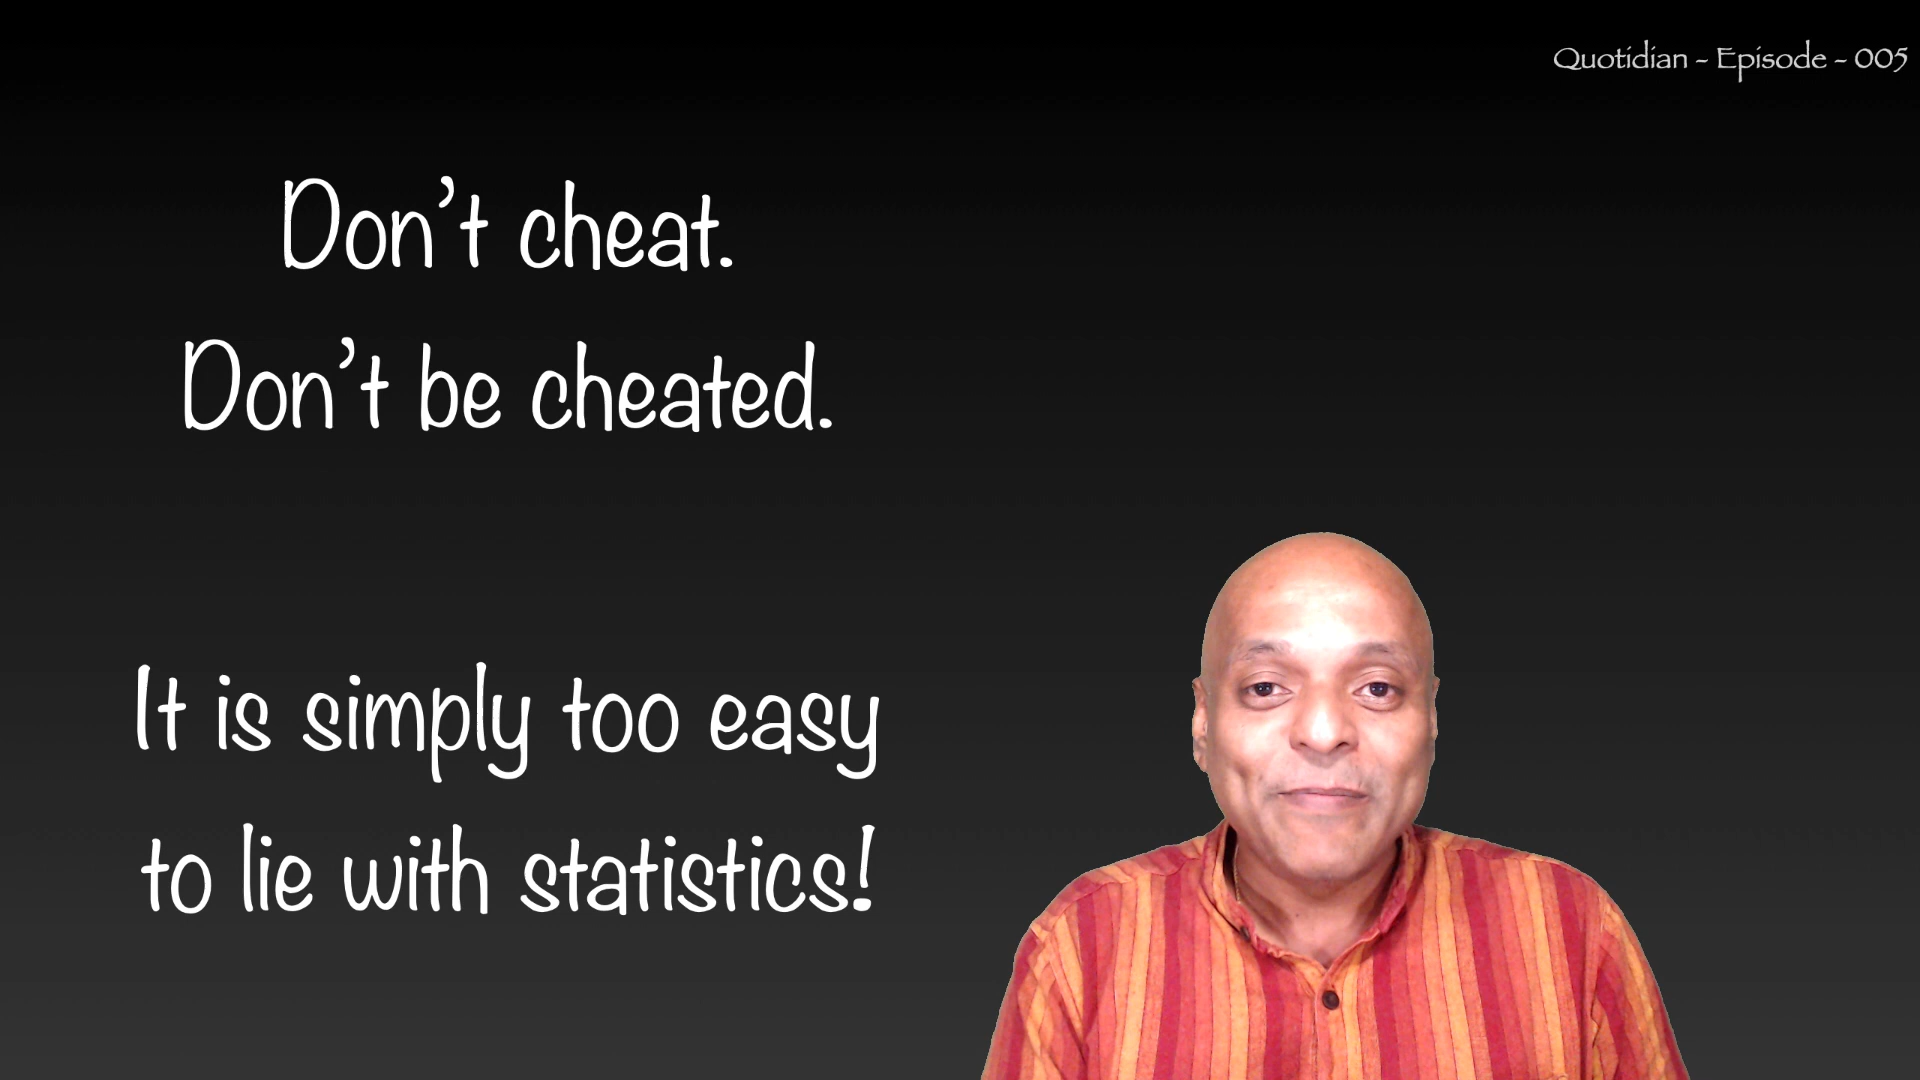 Quotidian - Episode - 005
Don’t cheat.
Don’t be cheated.
It is simply too easy
to lie with statistics!